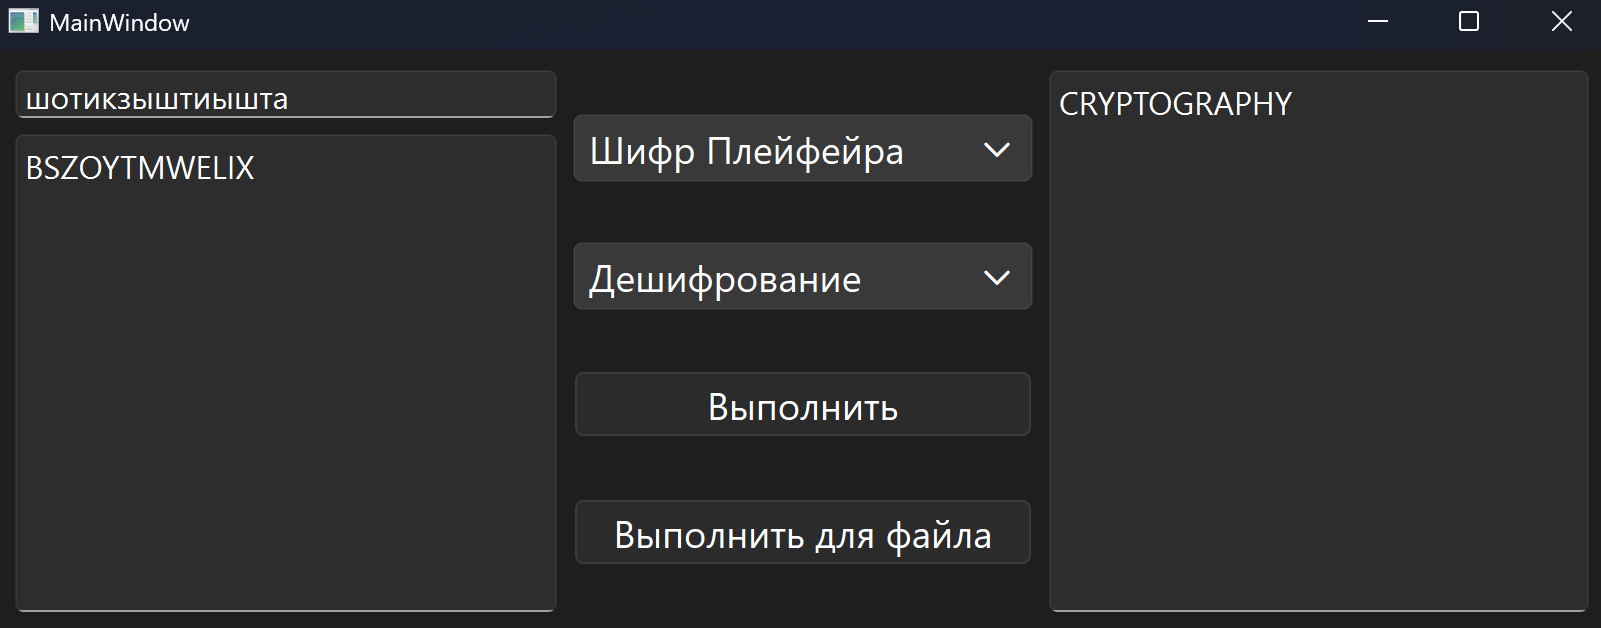 MainWindow
шотикзыштиышта
BSZOYTMWELIX
Шифр Плейфейра
Дешифрование
Выполнить
Выполнить для файла
CRYPTOGRAPHY